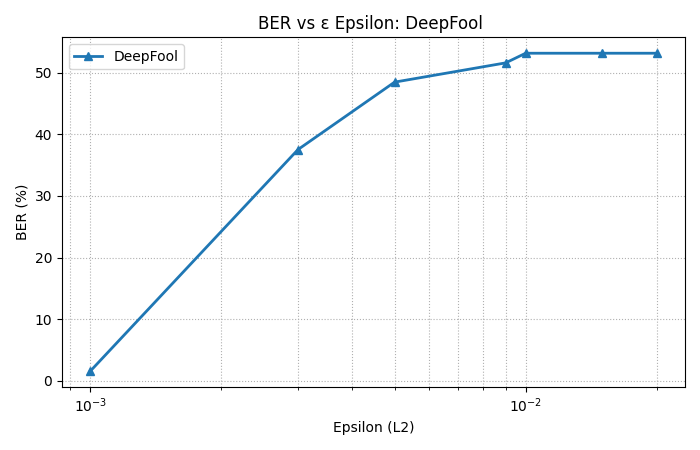 BER vs ε Epsilon: DeepFool
DeepFool
BER (%)
50
40
30
20
10
0
10⁻³
10⁻²
Epsilon (L2)